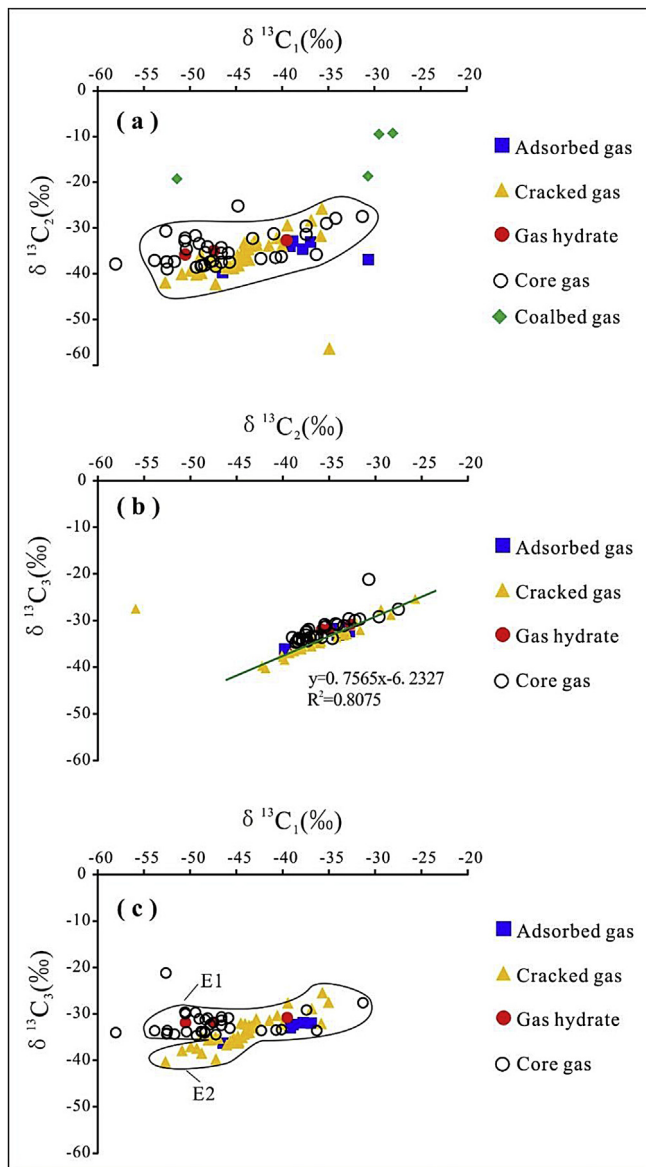 δ ¹³C₁(‰)
-60 -55 -50 -45 -40 -35 -30 -25 -20
0
(a)
-10
Adsorbed gas
-20
Cracked gas
δ ¹³C₂(‰)
-30
Gas hydrate
-40
Core gas
-50
Coalbed gas
-60
δ ¹³C₂(‰)
-60 -55 -50 -45 -40 -35 -30 -25 -20
0
(b)
-10
Adsorbed gas
-20
Cracked gas
δ ¹³C₃(‰)
-30
Gas hydrate
-40
Core gas
y=0.7565x-6.2327
R²=0.8075
-50
-60
δ ¹³C₁(‰)
-60 -55 -50 -45 -40 -35 -30 -25 -20
0
(c)
-10
Adsorbed gas
-20
E1
Cracked gas
δ ¹³C₃(‰)
-30
Gas hydrate
-40
Core gas
E2
-50
-60